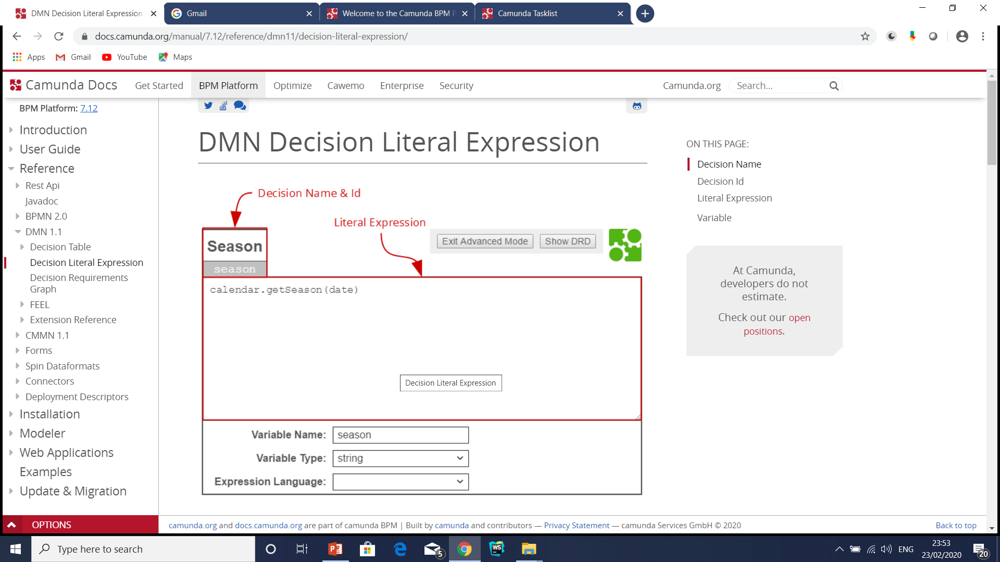 DMN Decision Literal Expression
Gmail
Welcome to the Camunda BPM P
Camunda Tasklist
docs.camunda.org/manual/7.12/reference/dmn11/decision-literal-expression/
Apps
Gmail
YouTube
Maps
Camunda Docs
Get Started
BPM Platform
Optimize
Cawemo
Enterprise
Security
Camunda.org
Search...
BPM Platform: 7.12
Introduction
User Guide
Reference
Rest Api
Javadoc
BPMN 2.0
DMN 1.1
Decision Table
Decision Literal Expression
Decision Requirements
Graph
FEEL
Extension Reference
CMMN 1.1
Forms
Spin Dataformats
Connectors
Deployment Descriptors
Installation
Modeler
Web Applications
Examples
Update & Migration
OPTIONS
DMN Decision Literal Expression
Decision Name & Id
Literal Expression
Exit Advanced Mode
Show DRD
Season
season
calendar.getSeason(date)
Decision Literal Expression
Variable Name: season
Variable Type: string
Expression Language:
ON THIS PAGE:
Decision Name
Decision Id
Literal Expression
Variable
At Camunda,
developers do not
estimate.
Check out our open
positions.
camunda.org and docs.camunda.org are part of camunda BPM | Built by camunda and contributors — Privacy Statement — camunda Services GmbH © 2020
Back to top
Type here to search
P
5
WS
ENG
23:53
23/02/2020
20